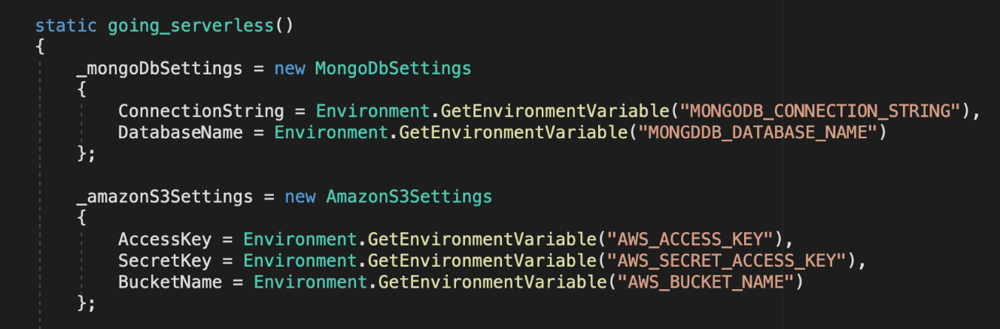 static going_serverless()
{
_mongoDbSettings = new MongoDbSettings
{
ConnectionString = Environment.GetEnvironmentVariable("MONGODB_CONNECTION_STRING"),
DatabaseName = Environment.GetEnvironmentVariable("MONGDDB_DATABASE_NAME")
};
_amazonS3Settings = new AmazonS3Settings
{
AccessKey = Environment.GetEnvironmentVariable("AWS_ACCESS_KEY"),
SecretKey = Environment.GetEnvironmentVariable("AWS_SECRET_ACCESS_KEY"),
BucketName = Environment.GetEnvironmentVariable("AWS_BUCKET_NAME")
};